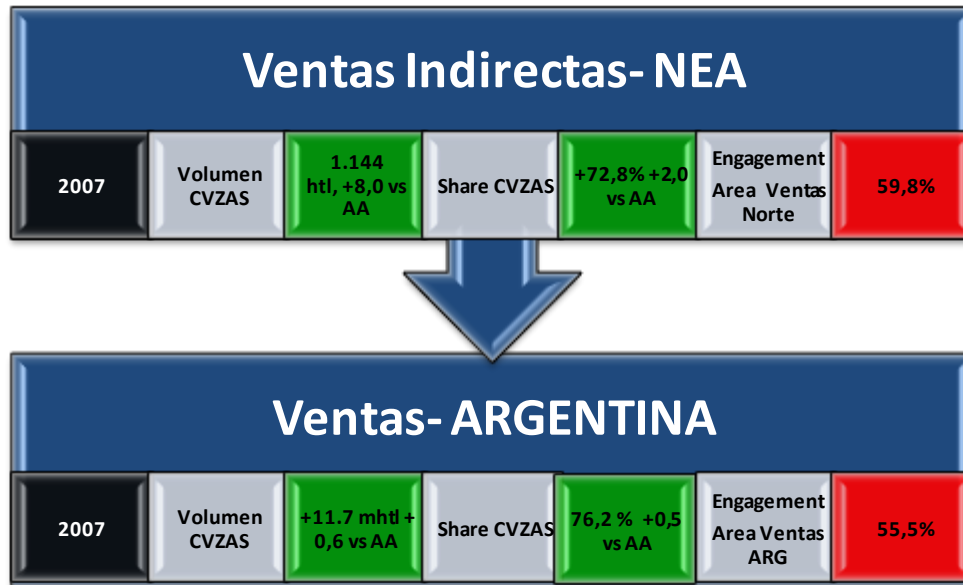 Ventas Indirectas- NEA
2007
Volumen
CVZAS
1.144
htl, +8,0 vs
AA
Share CVZAS
+72,8% +2,0
vs AA
Engagement
Area Ventas
Norte
59,8%
Ventas- ARGENTINA
2007
Volumen
CVZAS
+11.7 mhtl +
0,6 vs AA
Share CVZAS
76,2 % +0,5
vs AA
Engagement
Area Ventas
ARG
55,5%